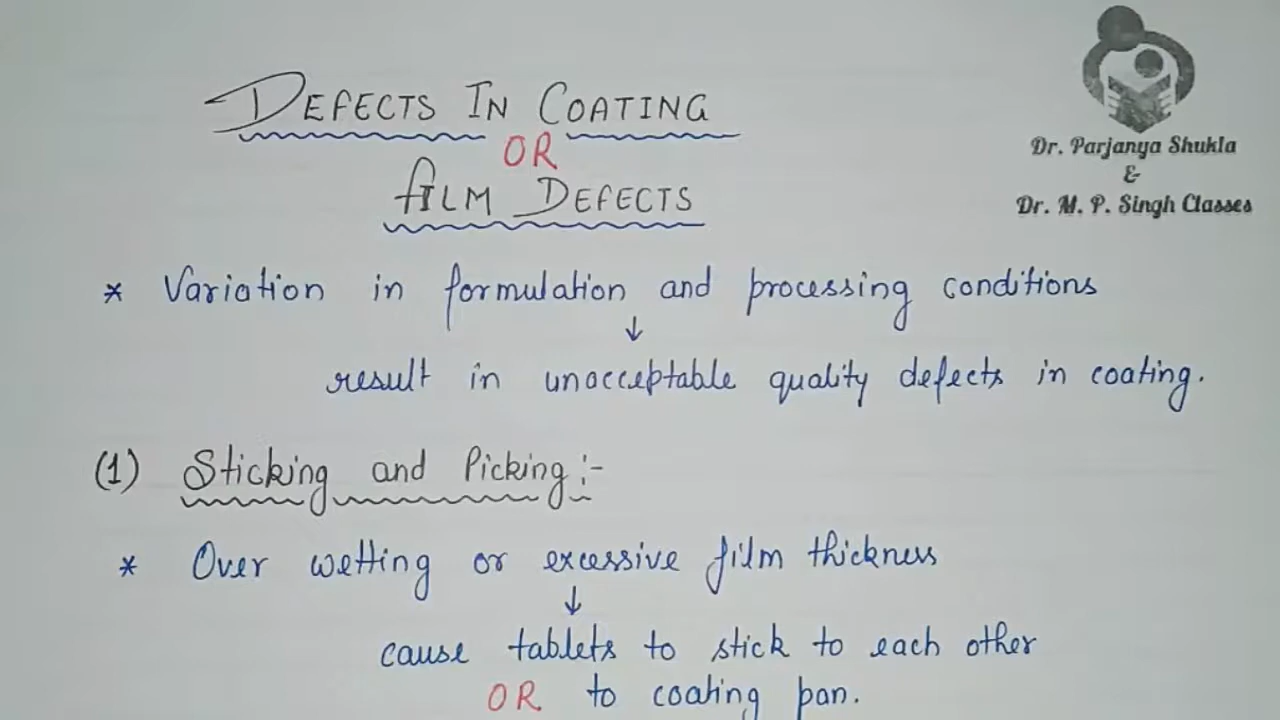 DEFECTS IN COATING
OR
FILM DEFECTS
Dr. Parjanya Shukla
&
Dr. M. P. Singh Classes
* Variation in formulation and processing conditions
↓
result in unacceptable quality defects in coating.
(1) Sticking and Picking :-
* Over wetting or excessive film thickness
↓
cause tablets to stick to each other
OR to coating pan.